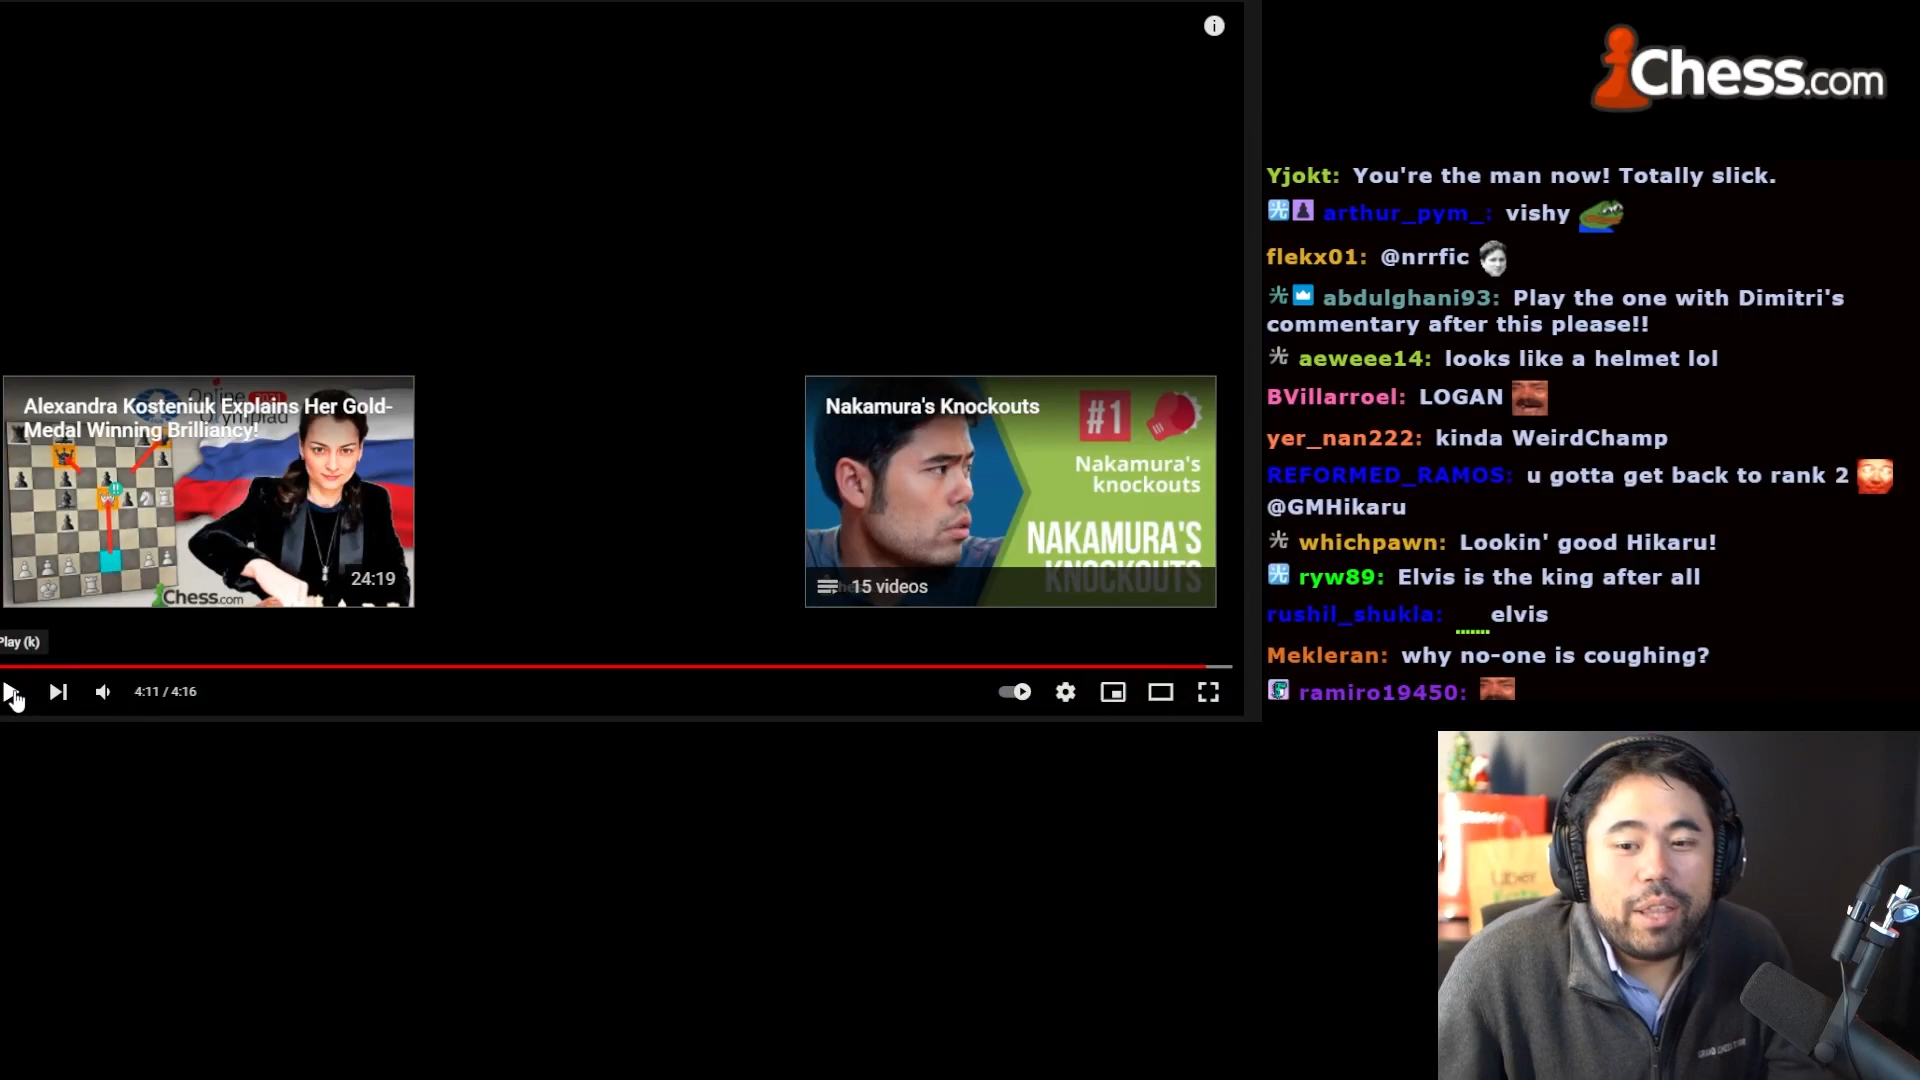 Chess.com
Yjokt: You're the man now! Totally slick.
arthur_pym_: vishy
flekx01: @nrrfic
abdulghani93: Play the one with Dimitri's
commentary after this please!!
aeweee14: looks like a helmet lol
BVillarroel: LOGAN
yer_nan222: kinda WeirdChamp
REFORMED_RAMOS: u gotta get back to rank 2
@GMHikaru
whichpawn: Lookin' good Hikaru!
ryw89: Elvis is the king after all
rushil_shukla: elvis
Mekleran: why no-one is coughing?
ramiro19450:
Online
Olympiad
Alexandra Kosteniuk Explains Her Gold-
Medal Winning Brilliancy!
24:19
Chess.com
Nakamura's Knockouts
#1
Nakamura's
knockouts
NAKAMURA'S
KNOCKOUTS
15 videos
Play (k)
4:11 / 4:16
Uber
Eats